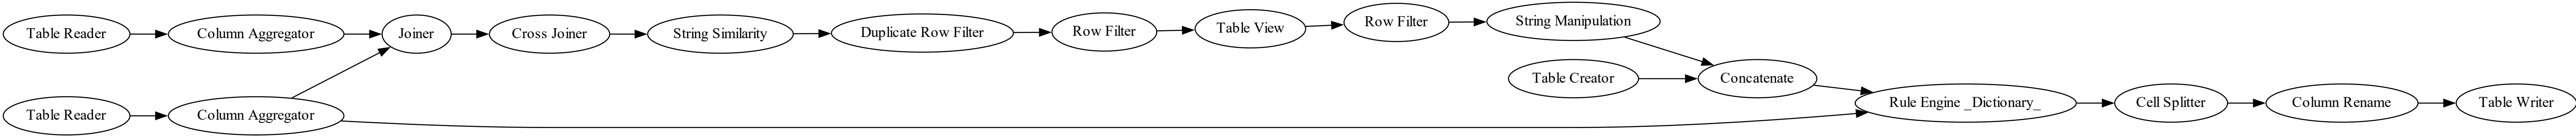 Table Reader
Column Aggregator
Joiner
Cross Joiner
String Similarity
Duplicate Row Filter
Row Filter
Table View
Row Filter
String Manipulation
Table Creator
Concatenate
Table Reader
Column Aggregator
Rule Engine _Dictionary_
Cell Splitter
Column Rename
Table Writer